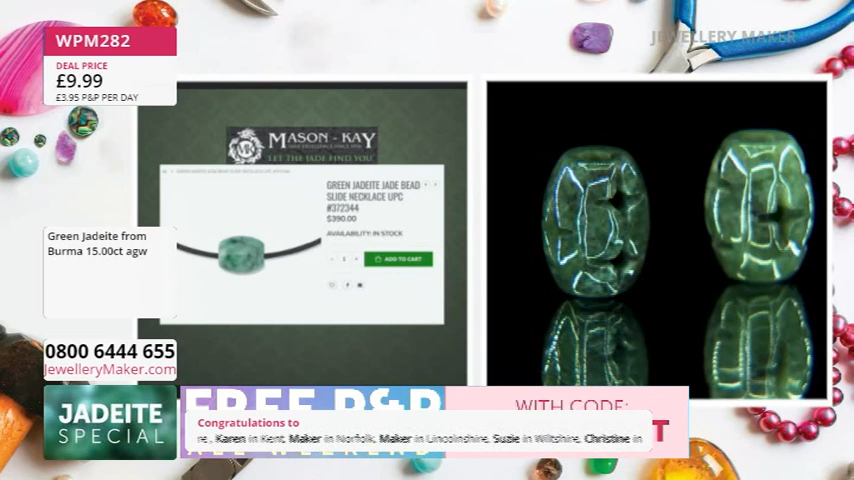 WPM282
DEAL PRICE
£9.99
£3.95 P&P PER DAY
JEWELLERY MAKER
MASON-KAY
LET THE JADE FIND YOU
GREEN JADEITE JADE BEAD
SLIDE NECKLACE UPC
#372344
$390.00
AVAILABILITY: IN STOCK
1
ADD TO CART
Green Jadeite from
Burma 15.00ct agw
0800 6444 655
JewelleryMaker.com
JADEITE
SPECIAL
FREE P&P
WITH CODE:
Congratulations to
Karen in Kent, Maker in Norfolk, Maker in Lincolnshire, Suzie in Wiltshire, Christine in